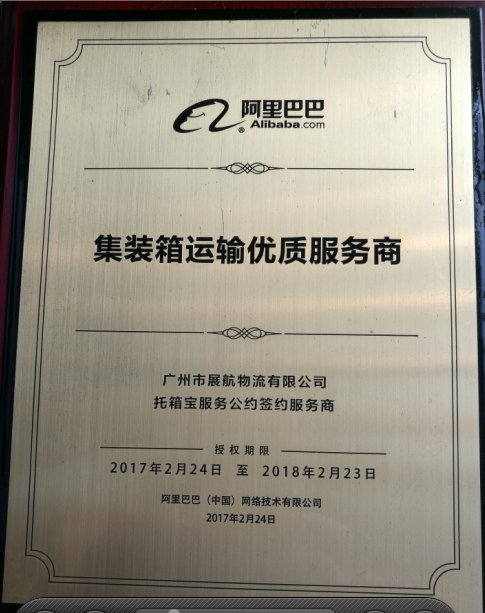 阿里巴巴
Alibaba.com
®
集装箱运输优质服务商
广州市展航物流有限公司
托箱宝服务公约签约服务商
授权期限
2017年2月24日 至 2018年2月23日
阿里巴巴（中国）网络技术有限公司
2017年2月24日